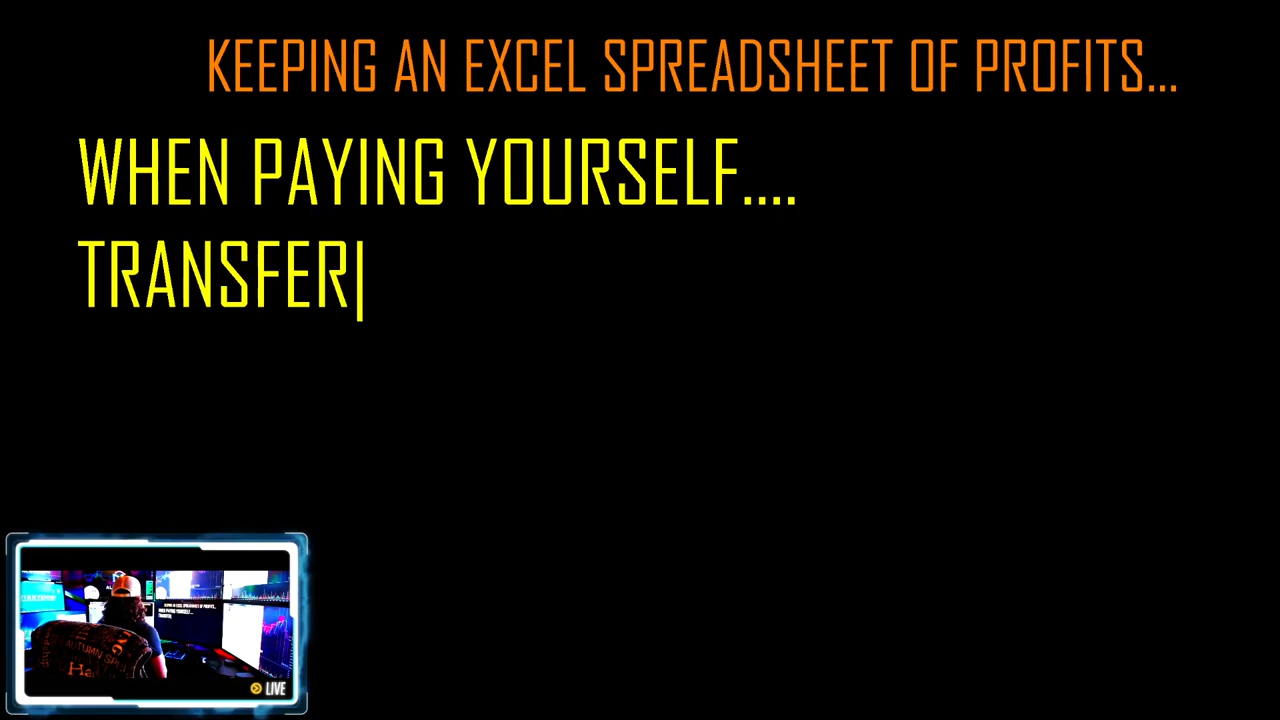 KEEPING AN EXCEL SPREADSHEET OF PROFITS...
WHEN PAYING YOURSELF....
TRANSFER
LIVE